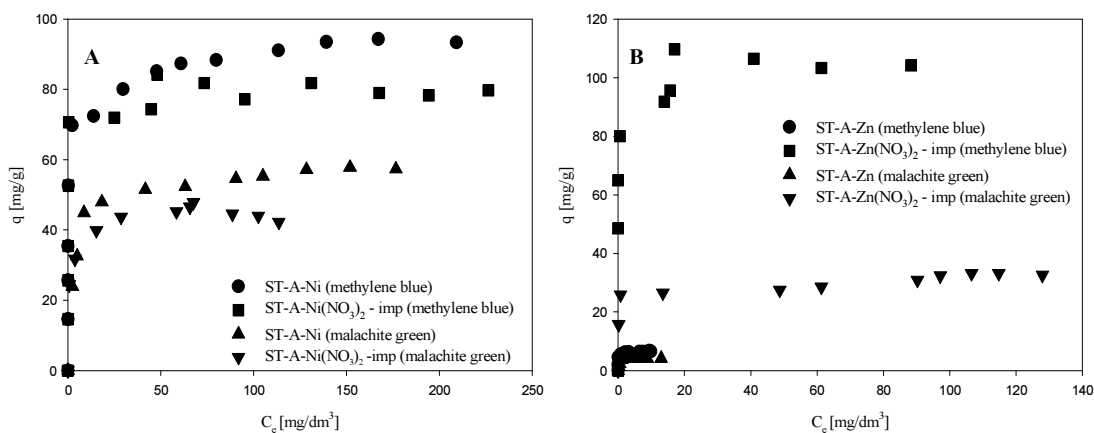 A
q [mg/g]
100
80
60
40
20
0
ST-A-Ni (methylene blue)
ST-A-Ni(NO₃)₂ - imp (methylene blue)
ST-A-Ni (malachite green)
ST-A-Ni(NO₃)₂ -imp (malachite green)
0 50 100 150 200 250
Cₑ [mg/dm³]
B
q [mg/g]
120
100
80
60
40
20
0
ST-A-Zn (methylene blue)
ST-A-Zn(NO₃)₂ - imp (methylene blue)
ST-A-Zn (malachite green)
ST-A-Zn(NO₃)₂ - imp (malachite green)
0 20 40 60 80 100 120 140
Cₑ [mg/dm³]